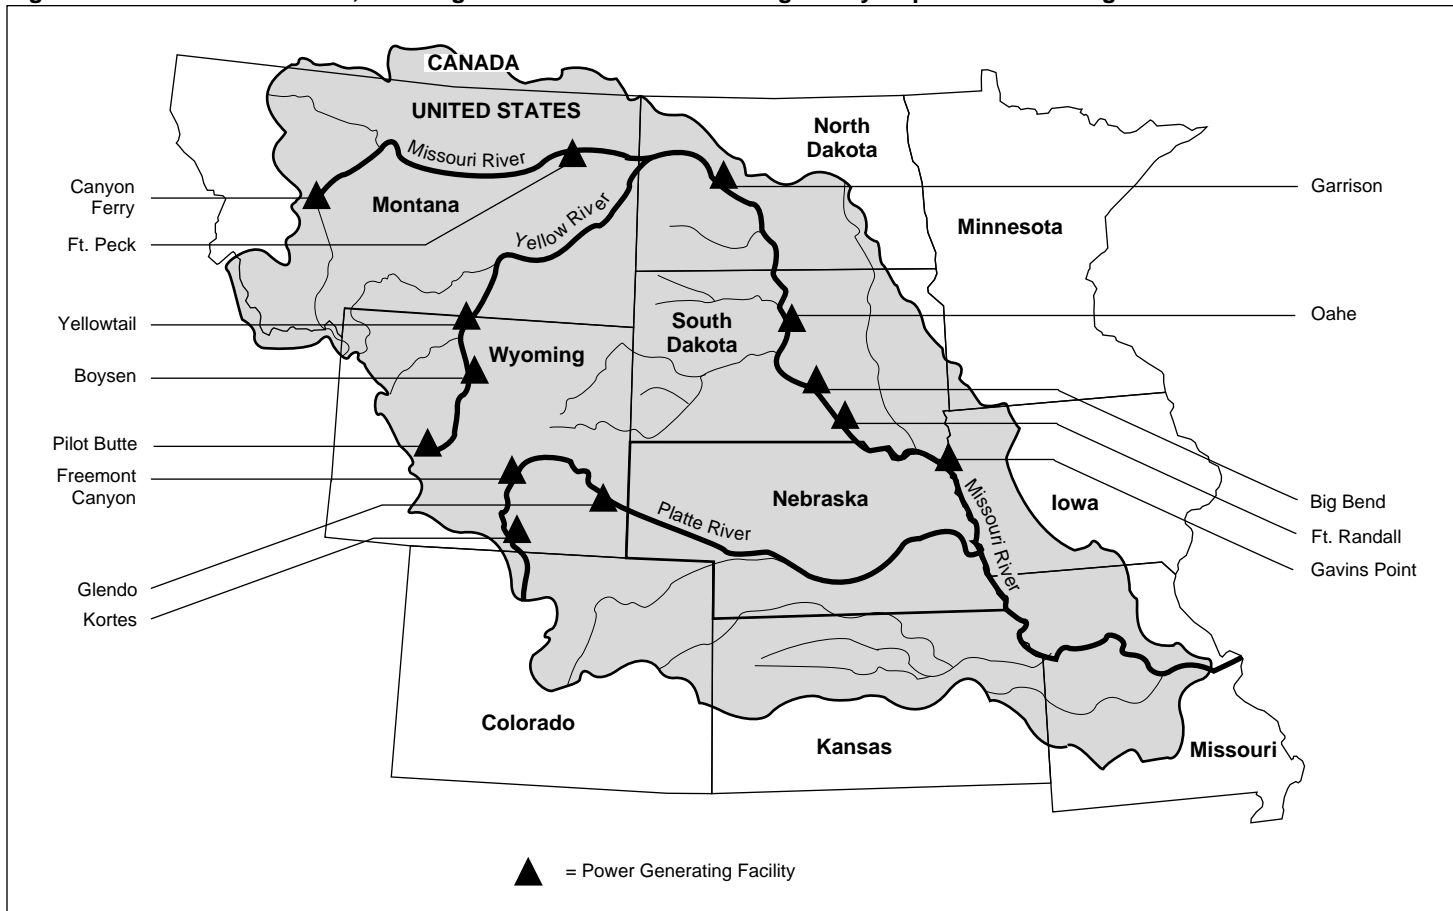 CANADA
UNITED STATES
North
Dakota
Missouri River
Canyon
Ferry
Garrison
Montana
Minnesota
Yellow River
Ft. Peck
Yellowtail
South
Dakota
Oahe
Wyoming
Boysen
Pilot Butte
Freemont
Canyon
Nebraska
Iowa
Big Bend
Missouri River
Platte River
Ft. Randall
Gavins Point
Glendo
Kortes
Colorado
Kansas
Missouri
= Power Generating Facility